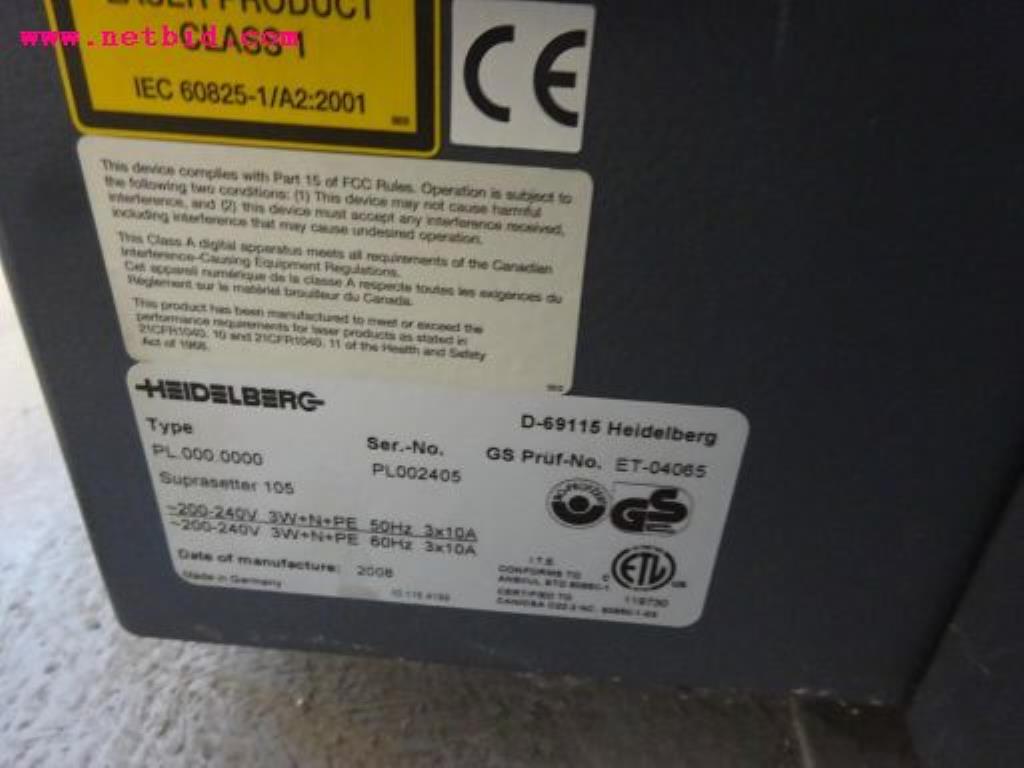 LASER PRODUCT
www.netbid.com
CLASS 1
IEC 60825-1/A2:2001
CE
This device complies with Part 15 of FCC Rules. Operation is subject to
the following two conditions: (1) This device may not cause harmful
interference, and (2) this device must accept any interference received,
including interference that may cause undesired operation.
This Class A digital apparatus meets all requirements of the Canadian
Interference-Causing Equipment Regulations.
Cet appareil numérique de la classe A respecte toutes les exigences du
Réglement sur le matériel brouilleur du Canada.
This product has been manufactured to meet or exceed the
performance requirements for laser products as stated in
21CFR1040. 10 and 21CFR1040. 11 of the Health and Safety
Act of 1968.
HEIDELBERG
D-69115 Heidelberg
Type
Ser.-No.
GS Prüf-No. ET-04065
PL.000.0000
PL002405
Suprasetter 105
GS
~200-240V 3W+N+PE 50Hz 3x10A
~200-240V 3W+N+PE 60Hz 3x10A
Date of manufacture: 2008
Made in Germany
I.T.E.
CONFORMS TO
CERTIFIED TO
ETL
C US